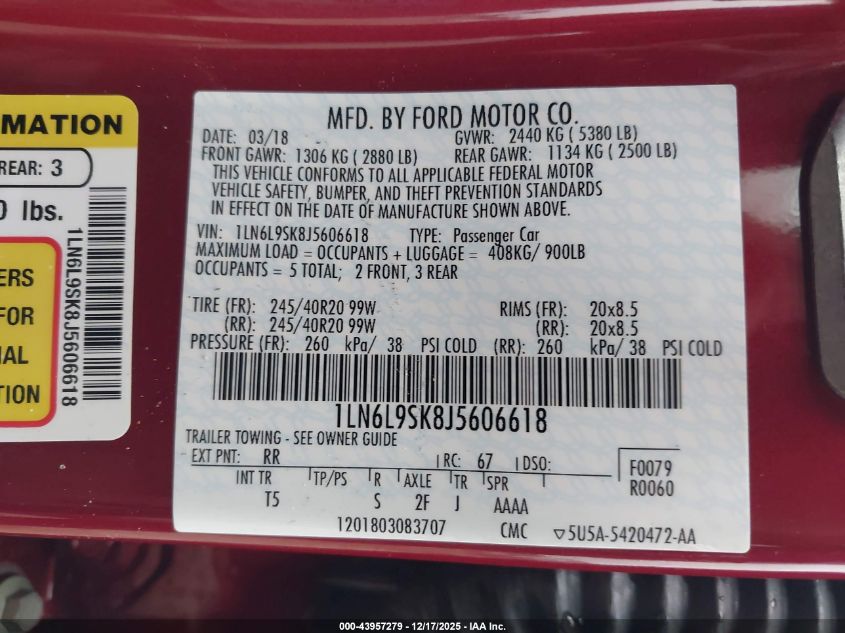 MATION
REAR: 3
0 lbs.
ERS
FOR
IAL
TION
1LN6L9SK8J5606618
MFD. BY FORD MOTOR CO.
DATE: 03/18 GVWR: 2440 KG ( 5380 LB)
FRONT GAWR: 1306 KG ( 2880 LB) REAR GAWR: 1134 KG ( 2500 LB)
THIS VEHICLE CONFORMS TO ALL APPLICABLE FEDERAL MOTOR
VEHICLE SAFETY, BUMPER, AND THEFT PREVENTION STANDARDS
IN EFFECT ON THE DATE OF MANUFACTURE SHOWN ABOVE.
VIN: 1LN6L9SK8J5606618 TYPE: Passenger Car
MAXIMUM LOAD = OCCUPANTS + LUGGAGE = 408KG/ 900LB
OCCUPANTS = 5 TOTAL; 2 FRONT, 3 REAR
TIRE (FR): 245/40R20 99W RIMS (FR): 20x8.5
(RR): 245/40R20 99W (RR): 20x8.5
PRESSURE (FR): 260 kPa/ 38 PSI COLD (RR): 260 kPa/ 38 PSI COLD
1LN6L9SK8J5606618
TRAILER TOWING - SEE OWNER GUIDE
EXT PNT: RR RC: 67 DSO: F0079
INT TR TP/PS R AXLE TR SPR R0060
T5 S 2F J AAAA
1201803083707 CMC 5U5A-5420472-AA
000-43957279 - 12/17/2025 - IAA Inc.